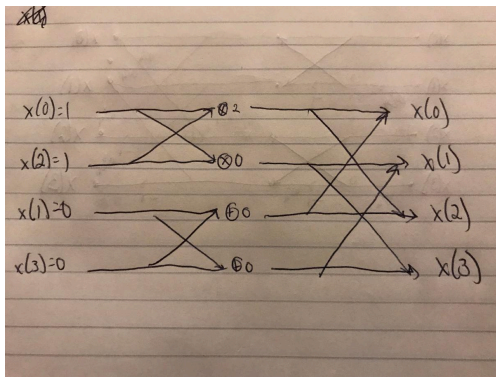 x(0)=1 ⊗2 X(0)
x(2)=1 ⊗0 X(1)
x(1)=0 ⊕0 X(2)
x(3)=0 ⊕0 X(3)